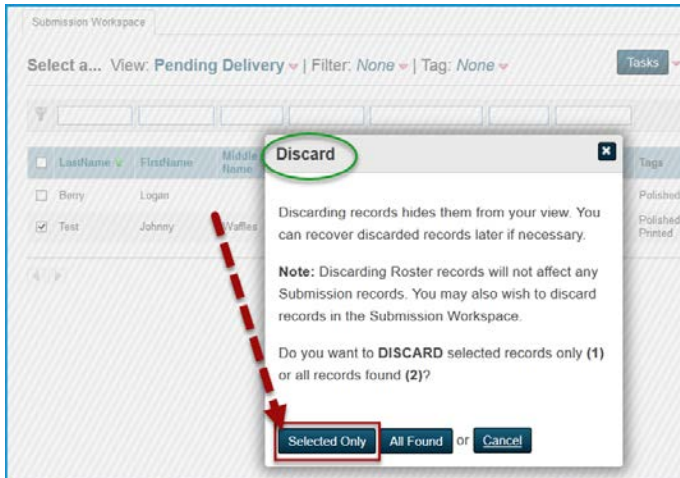 Submission Workspace
Select a... View: Pending Delivery | Filter: None | Tag: None
Tasks
LastName FirstName Middle Name Tags
Berry Logan Polished
Test Johnny Waffles Polished Printed
Discard
Discarding records hides them from your view. You
can recover discarded records later if necessary.
Note: Discarding Roster records will not affect any
Submission records. You may also wish to discard
records in the Submission Workspace.
Do you want to DISCARD selected records only (1)
or all records found (2)?
Selected Only All Found or Cancel